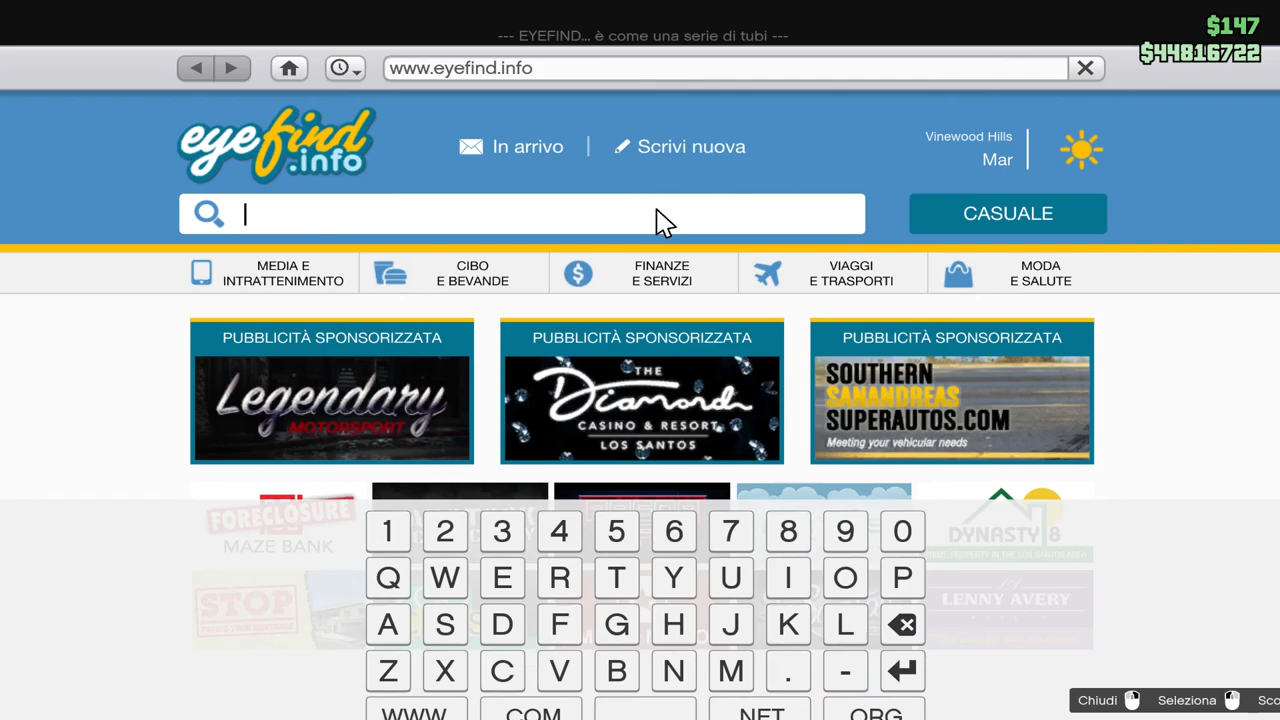 $147
--- EYEFIND... è come una serie di tubi ---
$44816722
www.eyefind.info
eyefind.info
In arrivo | Scrivi nuova
Vinewood Hills
Mar
CASUALE
MEDIA E
INTRATTENIMENTO
CIBO
E BEVANDE
FINANZE
E SERVIZI
VIAGGI
E TRASPORTI
MODA
E SALUTE
PUBBLICITÀ SPONSORIZZATA
Legendary
MOTORSPORT
PUBBLICITÀ SPONSORIZZATA
THE
Diamond
CASINO & RESORT
LOS SANTOS
PUBBLICITÀ SPONSORIZZATA
SOUTHERN
SANANDREAS
SUPERAUTOS.COM
Meeting your vehicular needs
FORECLOSURE
MAZE BANK
DYNASTY 8
STOP
LENNY AVERY
1 2 3 4 5 6 7 8 9 0
Q W E R T Y U I O P
A S D F G H J K L
Z X C V B N M . -
WWW. .COM .NET .ORG
Chiudi Seleziona Sco